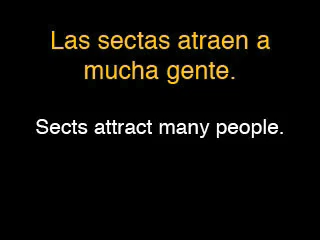 Las sectas atraen a
mucha gente.
Sects attract many people.